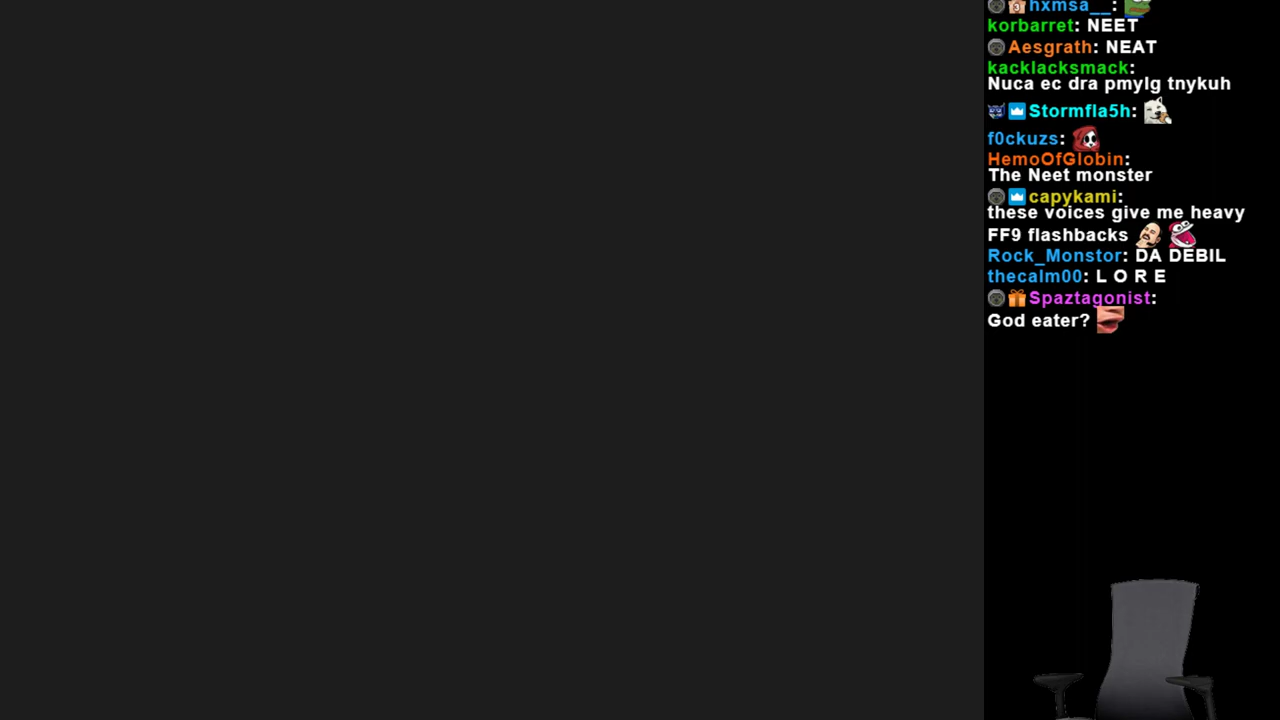 hxmsa__:
korbarret: NEET
Aesgrath: NEAT
kacklacksmack:
Nuca ec dra pmylg tnykuh
Stormfla5h:
f0ckuzs:
HemoOfGlobin:
The Neet monster
capykami:
these voices give me heavy
FF9 flashbacks
Rock_Monstor: DA DEBIL
thecalm00: L O R E
Spaztagonist:
God eater?